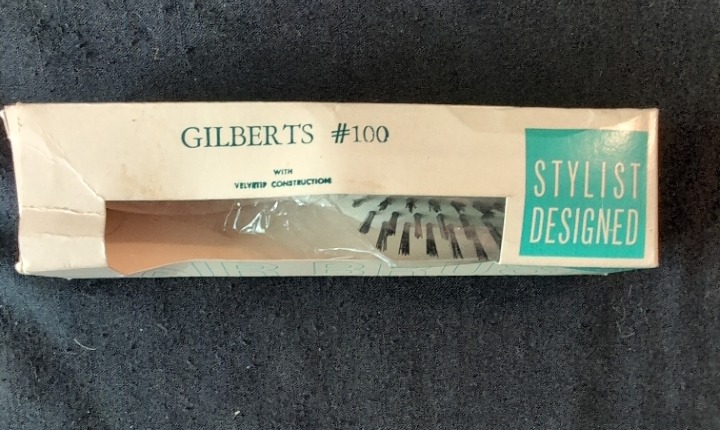 GILBERTS #100
WITH
VELVETIP CONSTRUCTION
STYLIST
DESIGNED